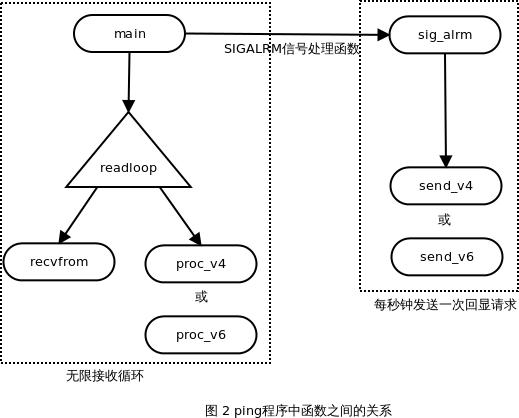 main
SIGALRM信号处理函数
sig_alrm
readloop
send_v4
或
send_v6
recvfrom
proc_v4
或
proc_v6
每秒钟发送一次回显请求
无限接收循环
图 2 ping程序中函数之间的关系